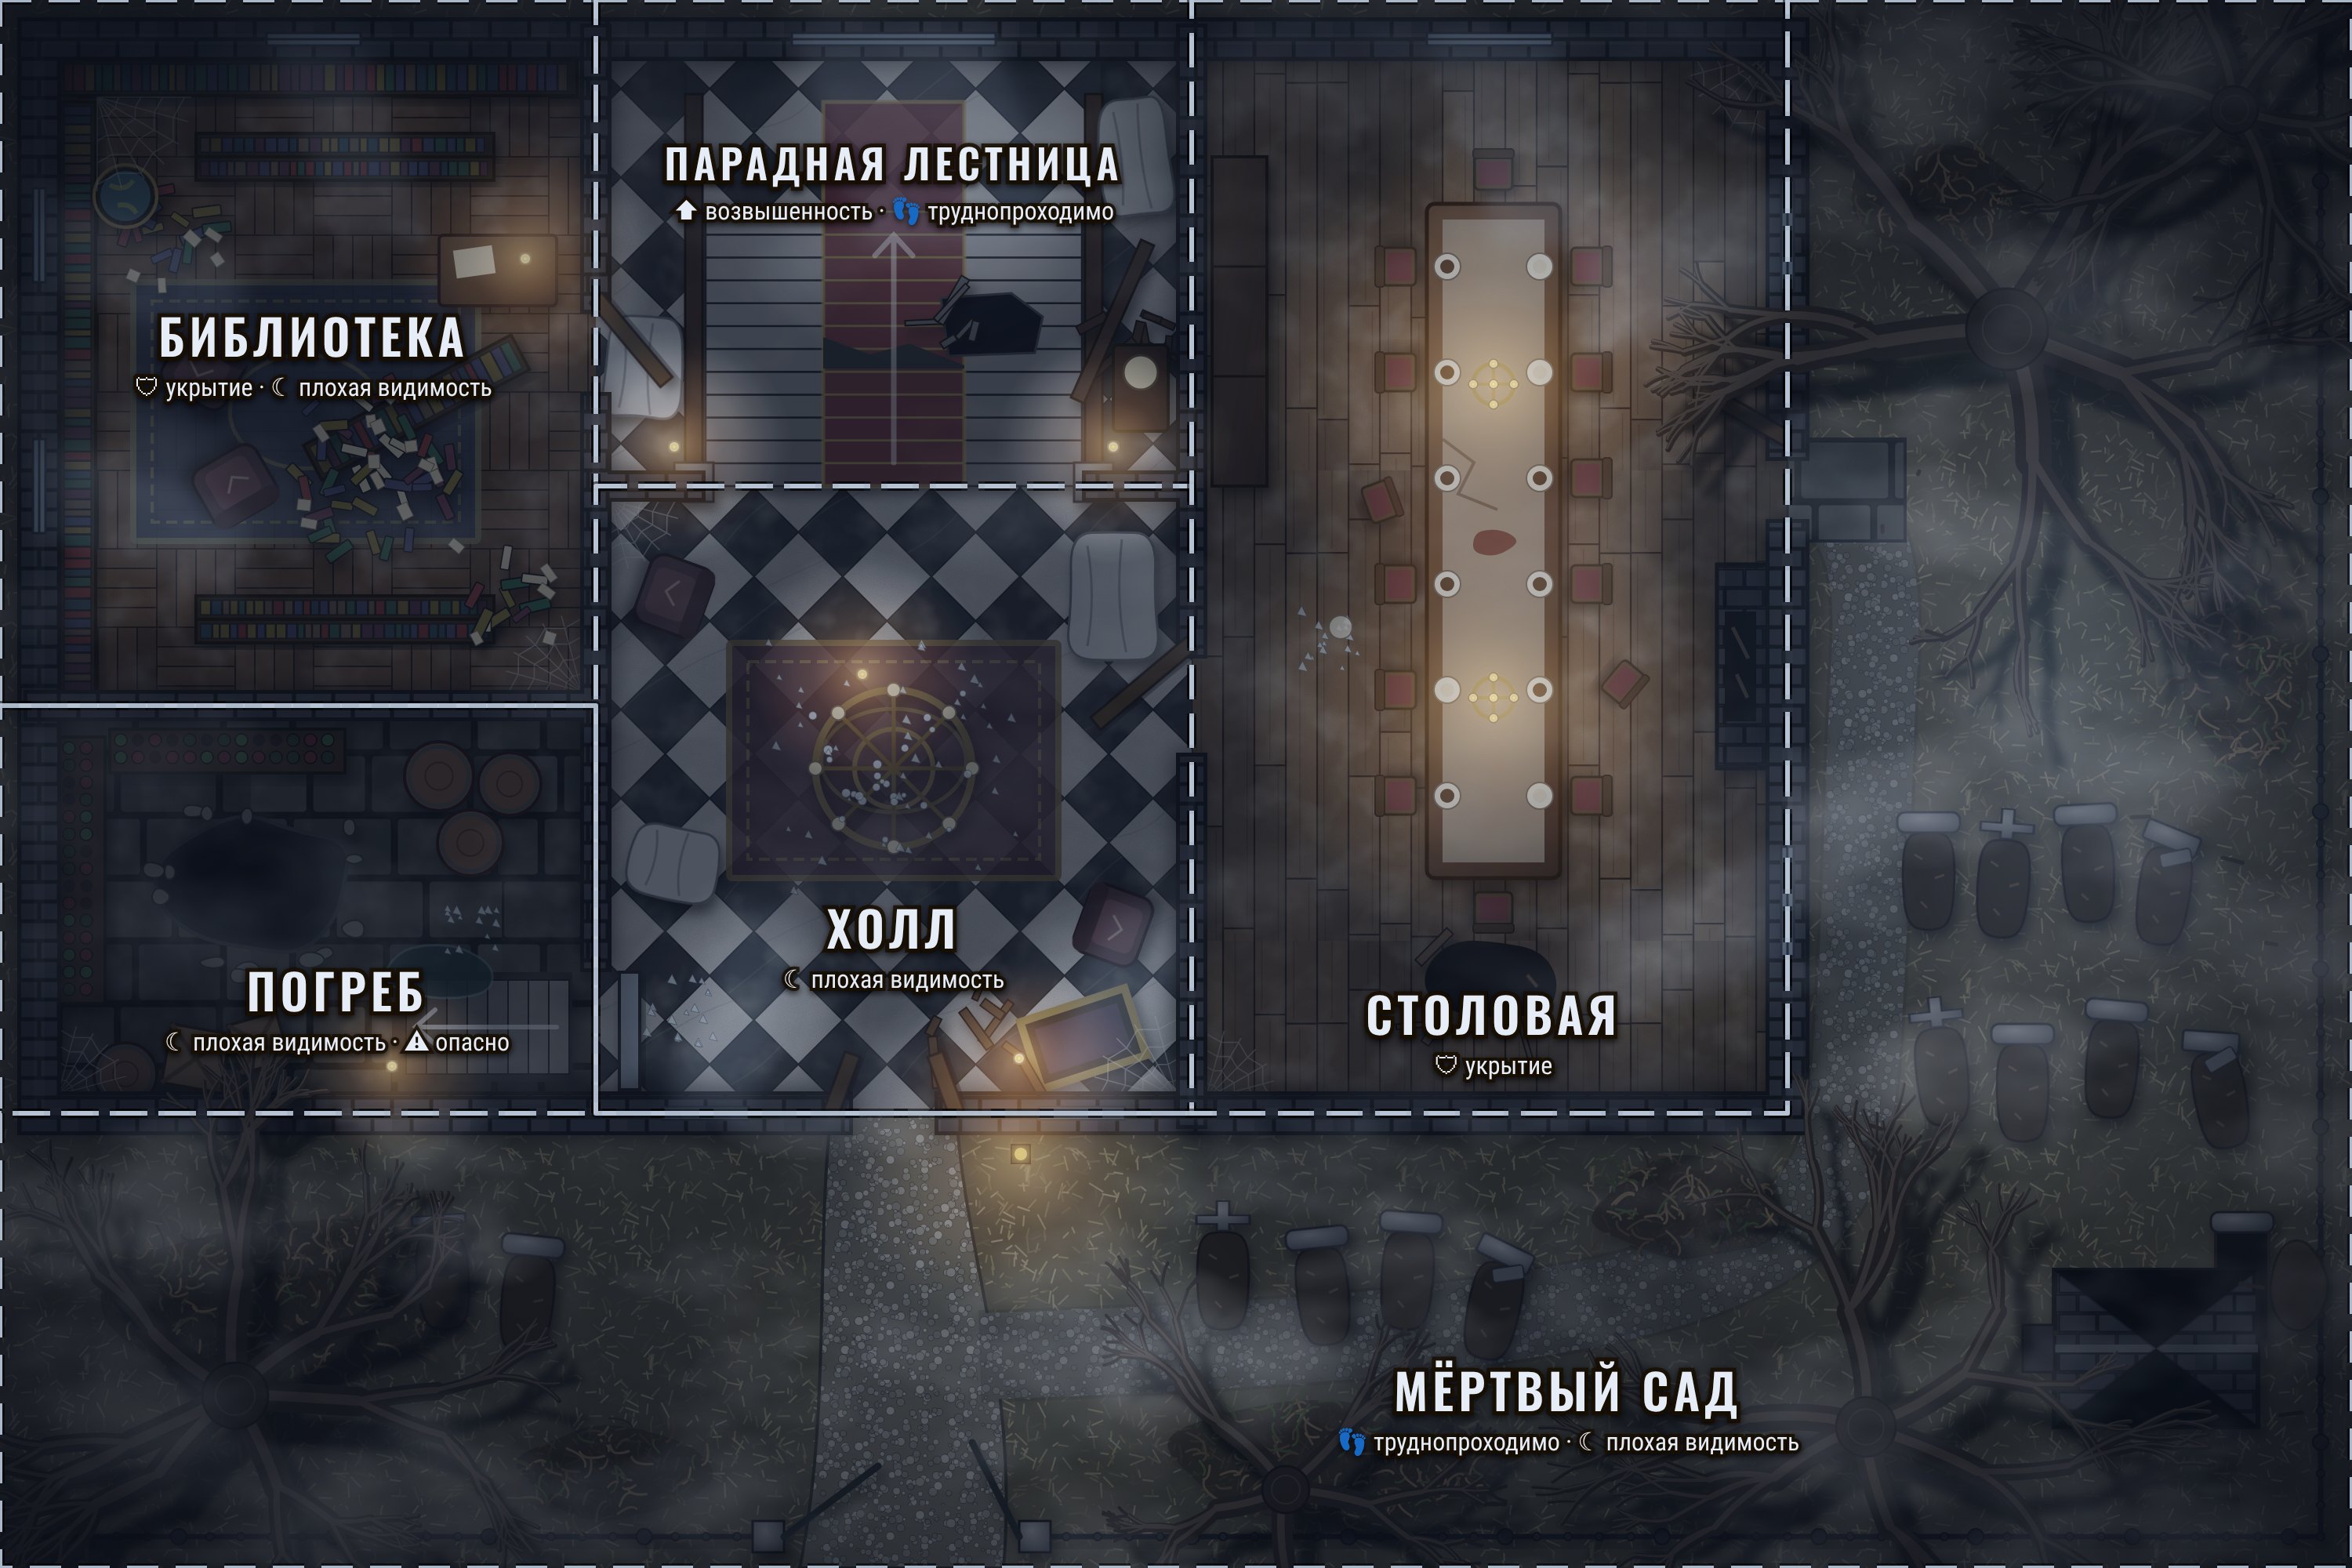 ПАРАДНАЯ ЛЕСТНИЦА
⬆ возвышенность · 👣 труднопроходимо
БИБЛИОТЕКА
🛡 укрытие · ☾ плохая видимость
ХОЛЛ
☾ плохая видимость
ПОГРЕБ
☾ плохая видимость · ⚠ опасно
СТОЛОВАЯ
🛡 укрытие
МЁРТВЫЙ САД
👣 труднопроходимо · ☾ плохая видимость